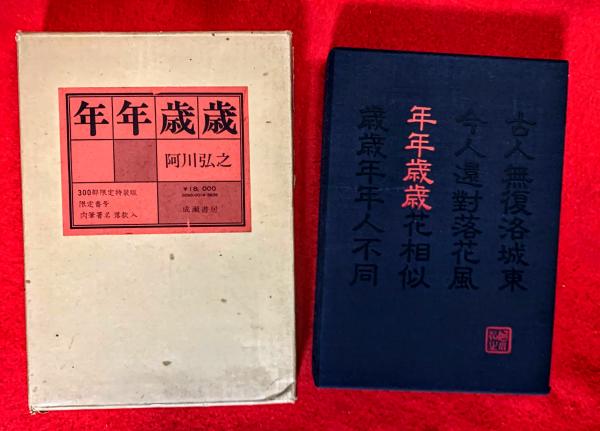 年年歳歳
阿川弘之
300部限定特装版
限定番号
肉筆署名 落款入
¥18,000
成瀬書房
古人無復洛城東
今人還對落花風
年年歳歳花相似
歳歳年年人不同